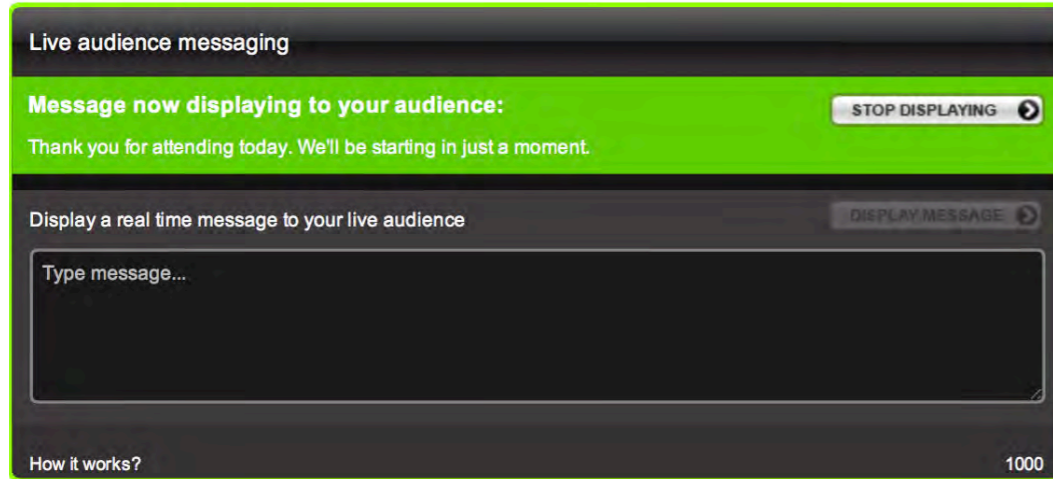 Live audience messaging
Message now displaying to your audience:
STOP DISPLAYING
Thank you for attending today. We'll be starting in just a moment.
Display a real time message to your live audience
DISPLAY MESSAGE
Type message...
How it works?
1000